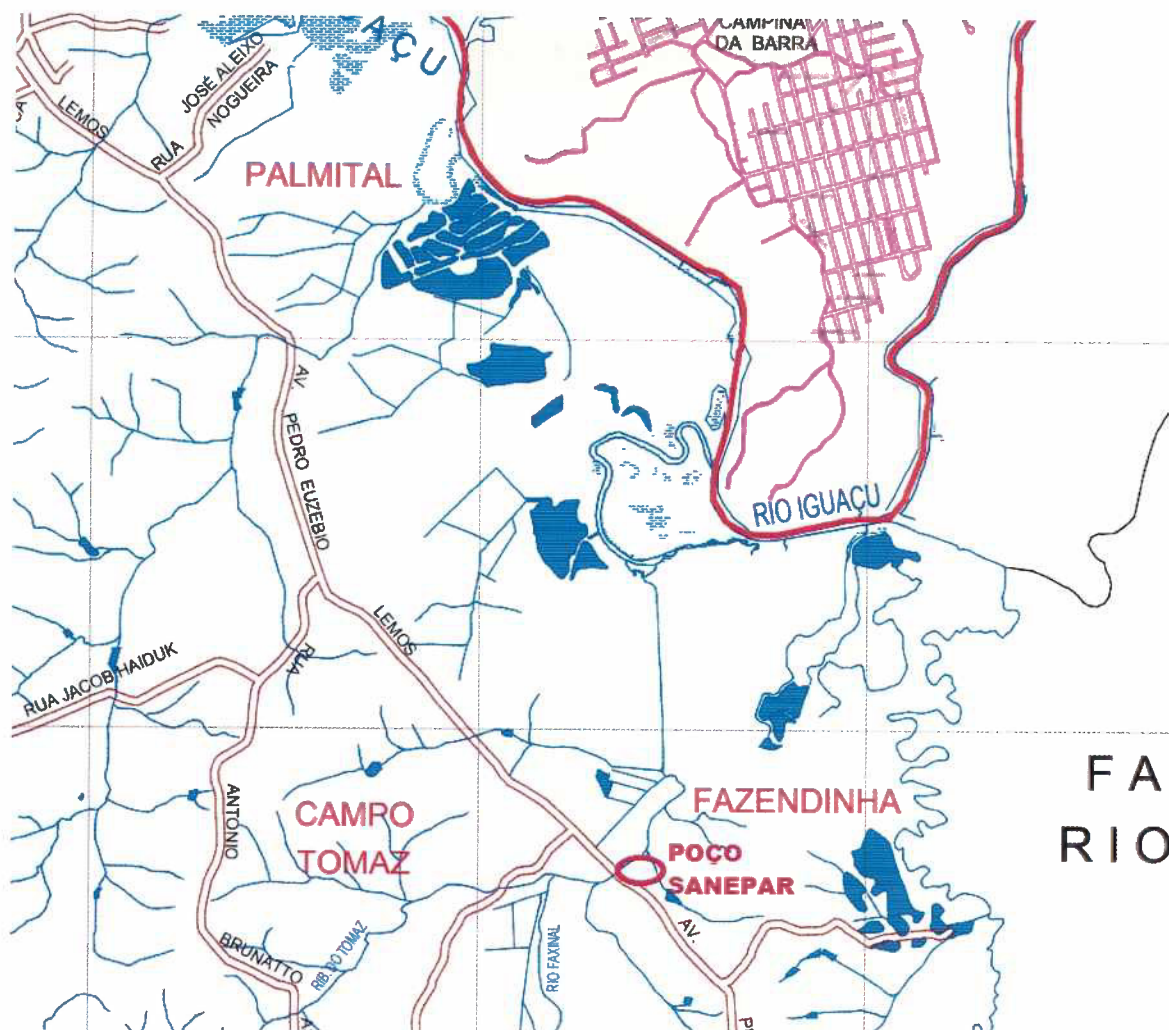 AÇU
CAMPINA
DA BARRA
JOSÉ ALEIXO
NOGUEIRA
LEMOS
RUA
PALMITAL
AV.
PEDRO EUZEBIO
RIO IGUAÇU
LEMOS
RUA
RUA JACOB HAIDUK
FA
RIO
CAMPO
TOMAZ
FAZENDINHA
ANTONIO
POÇO
SANEPAR
AV.
BRUNATTO
RIB. DO TOMAZ
RIO FAXINAL